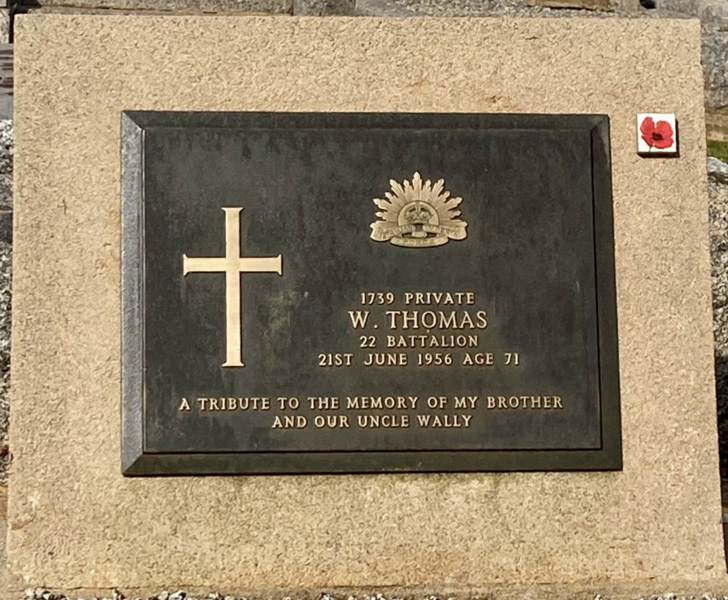 1739 PRIVATE
W. THOMAS
22 BATTALION
21ST JUNE 1956 AGE 71
A TRIBUTE TO THE MEMORY OF MY BROTHER
AND OUR UNCLE WALLY